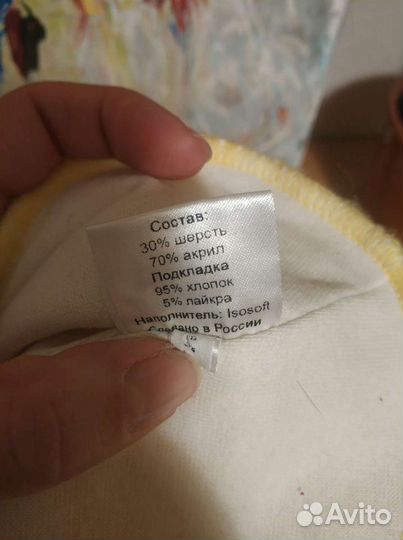 Состав:
30% шерсть
70% акрил
Подкладка
95% хлопок
5% лайкра
Наполнитель: Isosoft
Сделано в России
Avito